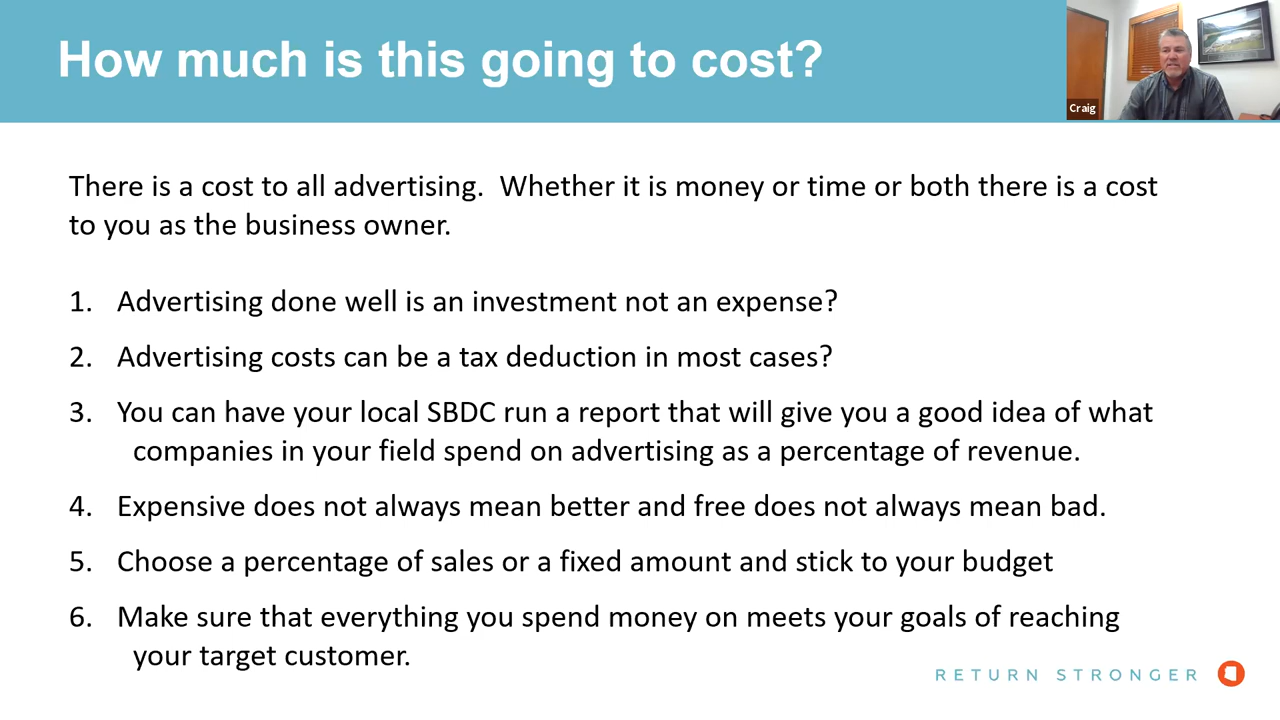 How much is this going to cost?
Craig
There is a cost to all advertising.  Whether it is money or time or both there is a cost
to you as the business owner.
1. Advertising done well is an investment not an expense?
2. Advertising costs can be a tax deduction in most cases?
3. You can have your local SBDC run a report that will give you a good idea of what
companies in your field spend on advertising as a percentage of revenue.
4. Expensive does not always mean better and free does not always mean bad.
5. Choose a percentage of sales or a fixed amount and stick to your budget
6. Make sure that everything you spend money on meets your goals of reaching
your target customer.
RETURN STRONGER